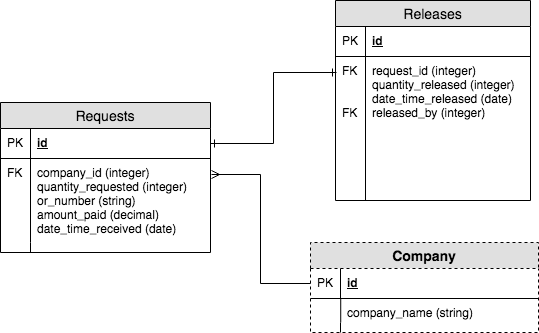 Releases
PK id
FK request_id (integer)
quantity_released (integer)
date_time_released (date)
FK released_by (integer)
Requests
PK id
FK company_id (integer)
quantity_requested (integer)
or_number (string)
amount_paid (decimal)
date_time_received (date)
Company
PK id
company_name (string)